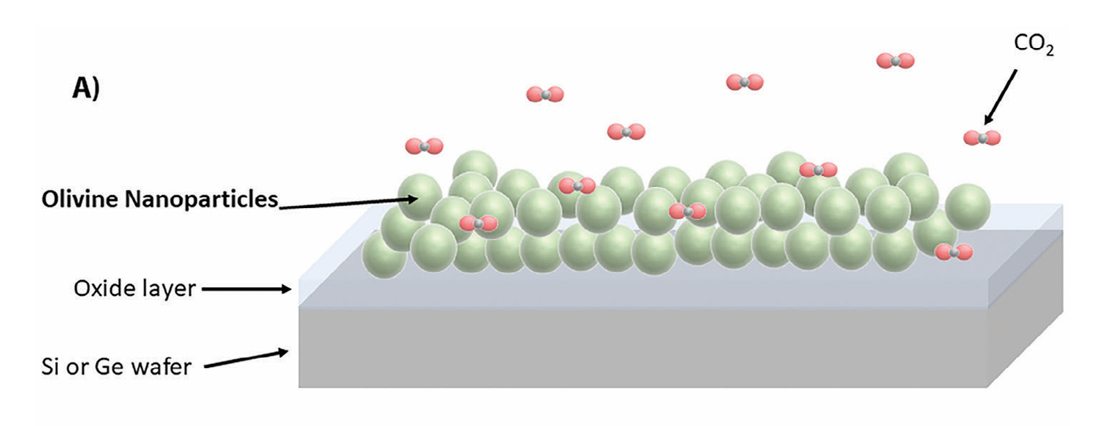 CO₂
A)
Olivine Nanoparticles
Oxide layer
Si or Ge wafer